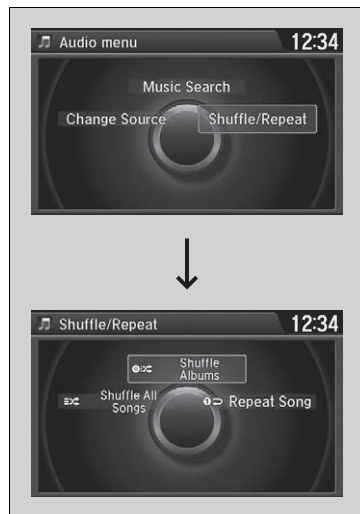 Audio menu 12:34
Music Search
Change Source Shuffle/Repeat
Shuffle/Repeat 12:34
Shuffle
Albums
Shuffle All
Songs
Repeat Song